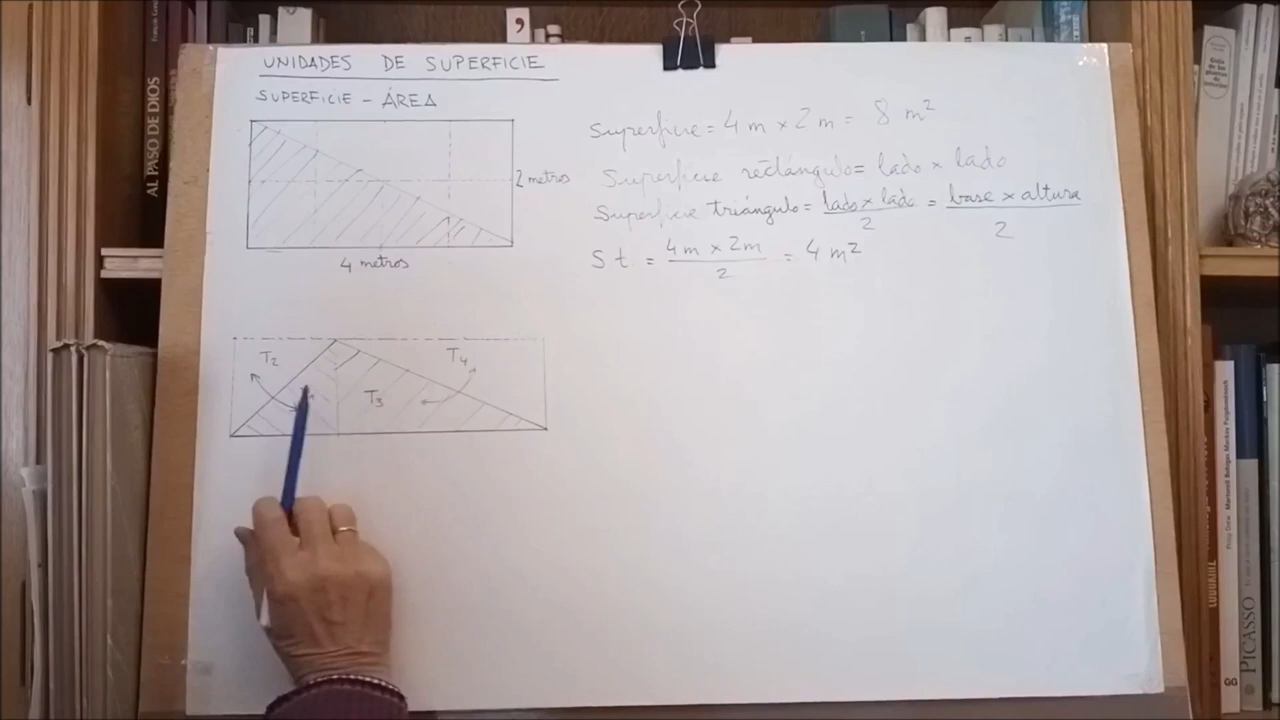 UNIDADES DE SUPERFICIE
SUPERFICIE - ÁREA
2 metros
4 metros
Superficie = 4 m x 2 m = 8 m²
Superficie rectángulo = lado x lado
Superficie triángulo = lado x lado / 2 = base x altura / 2
S t = 4 m x 2 m / 2 = 4 m²
T2
T4
T3
AL PASO DE DIOS
PICASSO